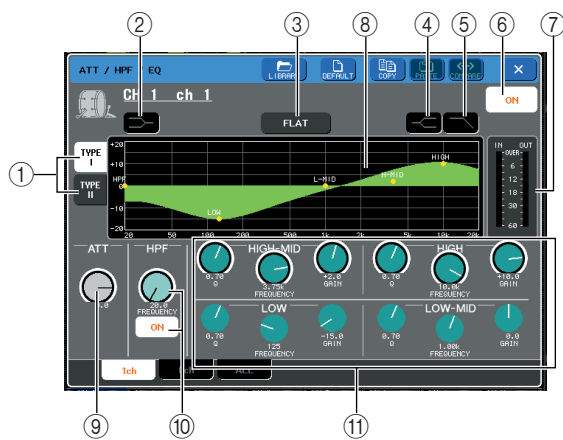 ② ③ ⑧ ④ ⑤ ⑥ ⑦
ATT / HPF / EQ LIBRARY DEFAULT COPY PASTE COMPARE ×
CH 1 ch 1 ON
FLAT
① TYPE I
TYPE II
+20
+10
0
-10
-20
HPF LOW L-MID H-MID HIGH
20 50 100 200 500 1k 2k 5k 10k 20k
IN OUT
OVER
6
12
18
30
60
ATT HPF HIGH-MID HIGH
0.70 Q 3.75k FREQUENCY +2.0 GAIN 0.70 Q 10.0k FREQUENCY +10.0 GAIN
20.0 FREQUENCY
ON
LOW LOW-MID
0.70 Q 125 FREQUENCY -15.0 GAIN 0.70 Q 1.00k FREQUENCY 0.0 GAIN
1ch ALL
⑨ ⑩ ⑪